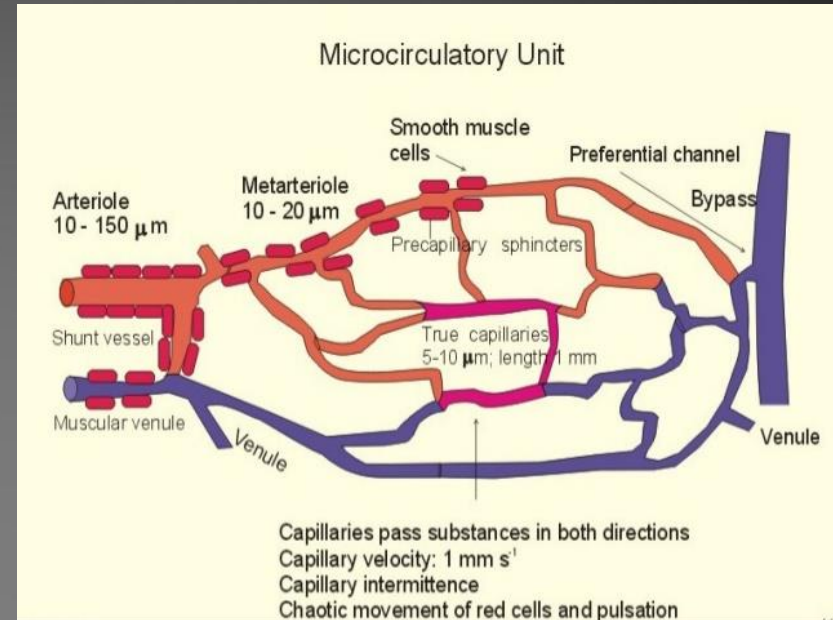 Microcirculatory Unit
Smooth muscle
cells
Preferential channel
Metarteriole
10 - 20 μm
Arteriole
10 - 150 μm
Bypass
Precapillary sphincters
Shunt vessel
True capillaries
5-10 μm; length 1 mm
Muscular venule
Venule
Venule
Capillaries pass substances in both directions
Capillary velocity: 1 mm s⁻¹
Capillary intermittence
Chaotic movement of red cells and pulsation